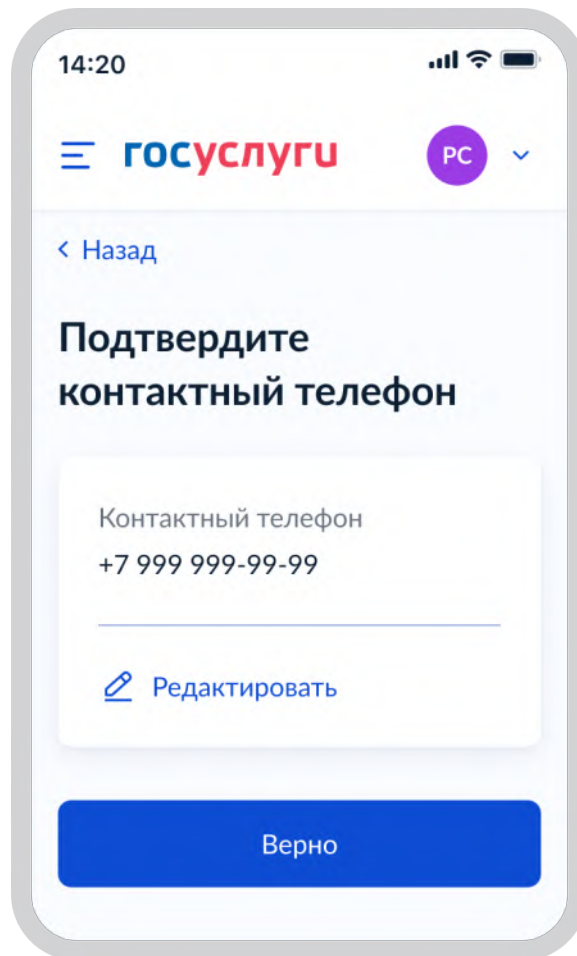 14:20
госуслуги
РС
Назад
Подтвердите
контактный телефон
Контактный телефон
+7 999 999-99-99
Редактировать
Верно